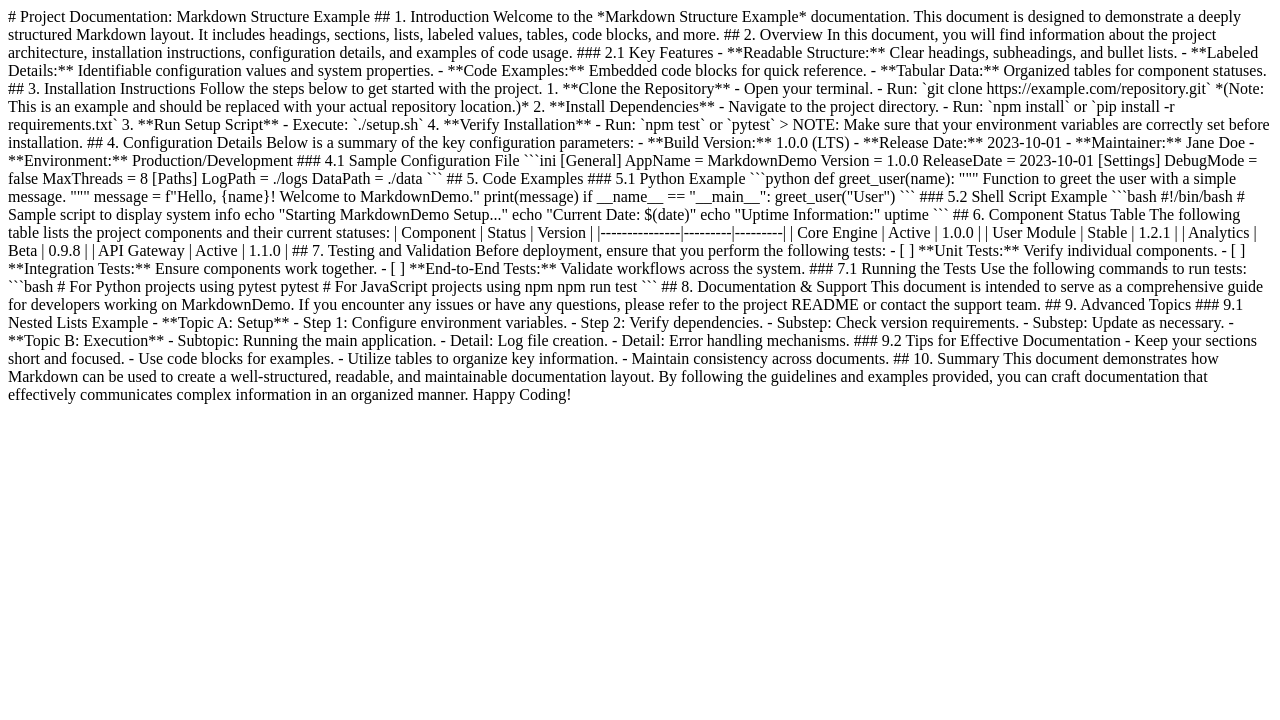 # Project Documentation: Markdown Structure Example ## 1. Introduction Welcome to the *Markdown Structure Example* documentation. This document is designed to demonstrate a deeply
structured Markdown layout. It includes headings, sections, lists, labeled values, tables, code blocks, and more. ## 2. Overview In this document, you will find information about the project
architecture, installation instructions, configuration details, and examples of code usage. ### 2.1 Key Features - **Readable Structure:** Clear headings, subheadings, and bullet lists. - **Labeled
Details:** Identifiable configuration values and system properties. - **Code Examples:** Embedded code blocks for quick reference. - **Tabular Data:** Organized tables for component statuses.
## 3. Installation Instructions Follow the steps below to get started with the project. 1. **Clone the Repository** - Open your terminal. - Run: `git clone https://example.com/repository.git` *(Note:
This is an example and should be replaced with your actual repository location.)* 2. **Install Dependencies** - Navigate to the project directory. - Run: `npm install` or `pip install -r
requirements.txt` 3. **Run Setup Script** - Execute: `./setup.sh` 4. **Verify Installation** - Run: `npm test` or `pytest` > NOTE: Make sure that your environment variables are correctly set before
installation. ## 4. Configuration Details Below is a summary of the key configuration parameters: - **Build Version:** 1.0.0 (LTS) - **Release Date:** 2023-10-01 - **Maintainer:** Jane Doe -
**Environment:** Production/Development ### 4.1 Sample Configuration File ```ini [General] AppName = MarkdownDemo Version = 1.0.0 ReleaseDate = 2023-10-01 [Settings] DebugMode =
false MaxThreads = 8 [Paths] LogPath = ./logs DataPath = ./data ``` ## 5. Code Examples ### 5.1 Python Example ```python def greet_user(name): """ Function to greet the user with a simple
message. """ message = f"Hello, {name}! Welcome to MarkdownDemo." print(message) if __name__ == "__main__": greet_user("User") ``` ### 5.2 Shell Script Example ```bash #!/bin/bash #
Sample script to display system info echo "Starting MarkdownDemo Setup..." echo "Current Date: $(date)" echo "Uptime Information:" uptime ``` ## 6. Component Status Table The following
table lists the project components and their current statuses: | Component | Status | Version | |---------------|---------|---------| | Core Engine | Active | 1.0.0 | | User Module | Stable | 1.2.1 | | Analytics |
Beta | 0.9.8 | | API Gateway | Active | 1.1.0 | ## 7. Testing and Validation Before deployment, ensure that you perform the following tests: - [ ] **Unit Tests:** Verify individual components. - [ ]
**Integration Tests:** Ensure components work together. - [ ] **End-to-End Tests:** Validate workflows across the system. ### 7.1 Running the Tests Use the following commands to run tests:
```bash # For Python projects using pytest pytest # For JavaScript projects using npm npm run test ``` ## 8. Documentation & Support This document is intended to serve as a comprehensive guide
for developers working on MarkdownDemo. If you encounter any issues or have any questions, please refer to the project README or contact the support team. ## 9. Advanced Topics ### 9.1
Nested Lists Example - **Topic A: Setup** - Step 1: Configure environment variables. - Step 2: Verify dependencies. - Substep: Check version requirements. - Substep: Update as necessary. -
**Topic B: Execution** - Subtopic: Running the main application. - Detail: Log file creation. - Detail: Error handling mechanisms. ### 9.2 Tips for Effective Documentation - Keep your sections
short and focused. - Use code blocks for examples. - Utilize tables to organize key information. - Maintain consistency across documents. ## 10. Summary This document demonstrates how
Markdown can be used to create a well-structured, readable, and maintainable documentation layout. By following the guidelines and examples provided, you can craft documentation that
effectively communicates complex information in an organized manner. Happy Coding!